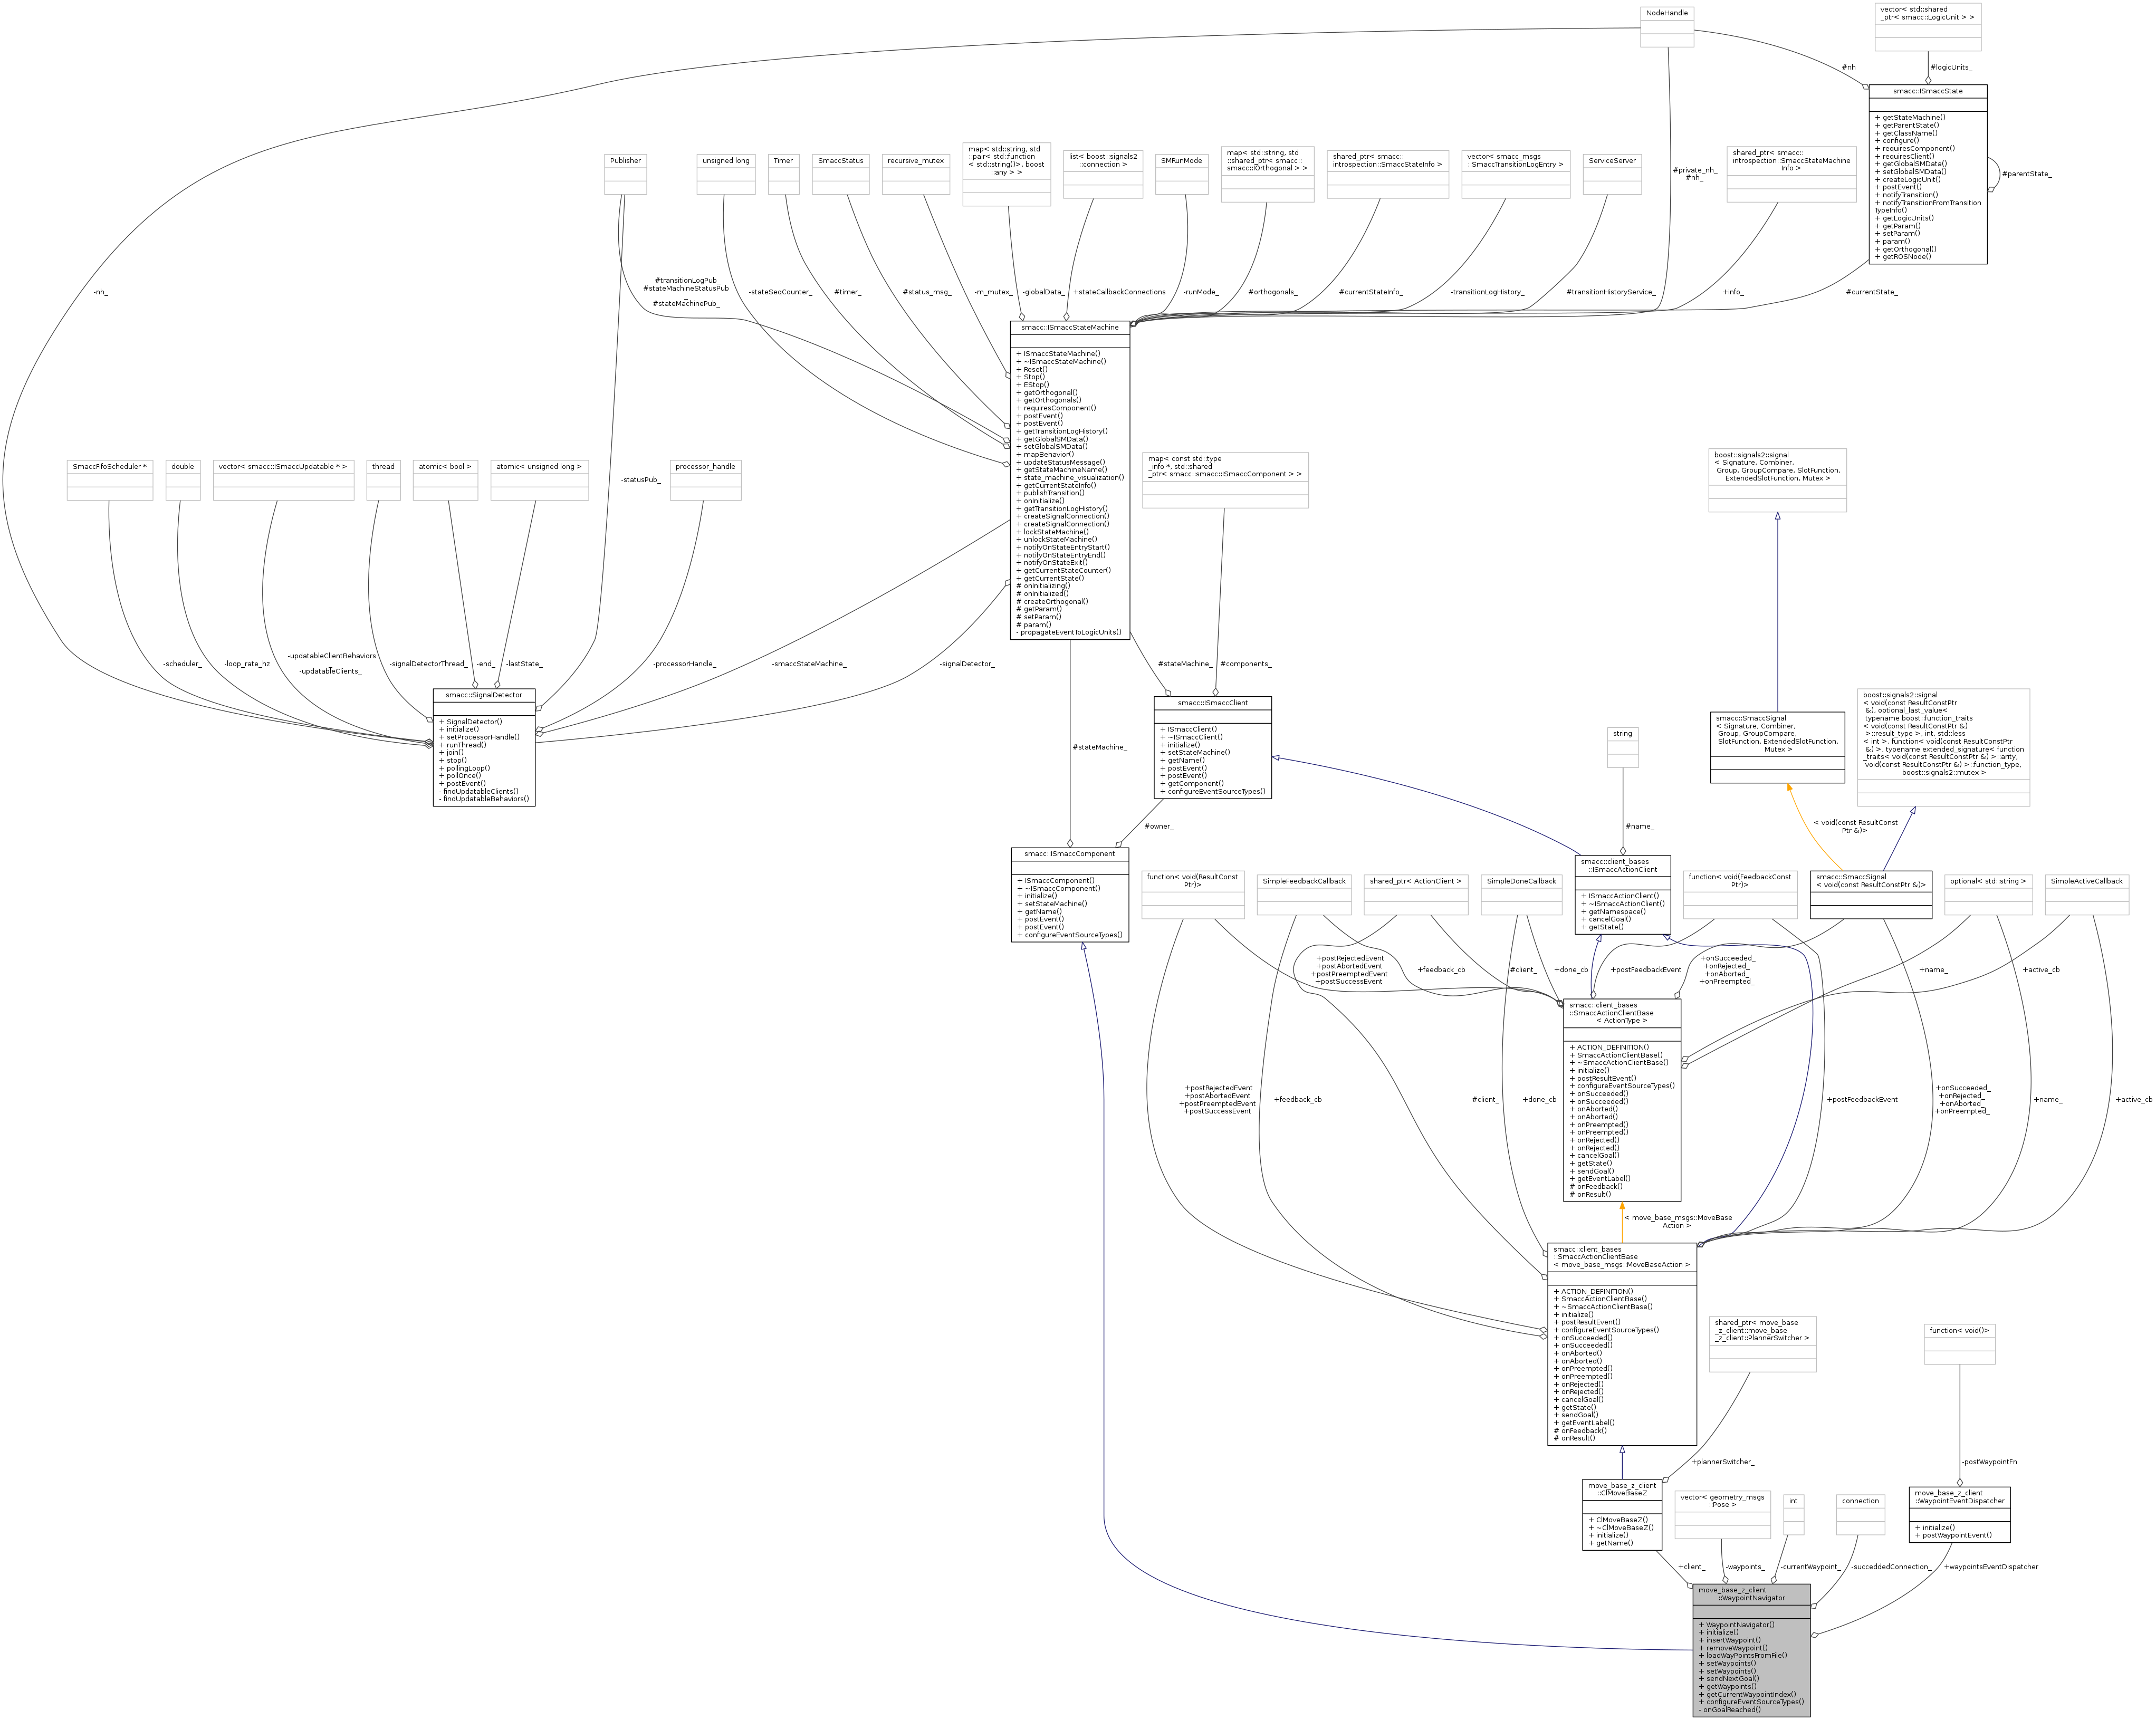 NodeHandle
vector< std::shared
_ptr< smacc::LogicUnit > >
#nh
#logicUnits_
smacc::ISmaccState
+ getStateMachine()
+ getParentState()
+ getClassName()
+ configure()
+ requiresComponent()
+ requiresClient()
+ getGlobalSMData()
+ setGlobalSMData()
+ createLogicUnit()
+ postEvent()
+ notifyTransition()
+ notifyTransitionFromTransition
TypeInfo()
+ getLogicUnits()
+ getParam()
+ setParam()
+ param()
+ getOrthogonal()
+ getROSNode()
#parentState_
Publisher
unsigned long
Timer
SmaccStatus
recursive_mutex
map< std::string, std
::pair< std::function
< std::string()>, boost
::any > >
list< boost::signals2
::connection >
SMRunMode
map< std::string, std
::shared_ptr< smacc::
smacc::IOrthogonal > >
shared_ptr< smacc::
introspection::SmaccStateInfo >
vector< smacc_msgs
::SmaccTransitionLogEntry >
ServiceServer
#private_nh_
#nh_
shared_ptr< smacc::
introspection::SmaccStateMachine
Info >
-nh_
#transitionLogPub_
#stateMachineStatusPub
_
#stateMachinePub_
-stateSeqCounter_
#timer_
#status_msg_
-m_mutex_
-globalData_
+stateCallbackConnections
-runMode_
#orthogonals_
#currentStateInfo_
-transitionLogHistory_
#transitionHistoryService_
+info_
#currentState_
smacc::ISmaccStateMachine
+ ISmaccStateMachine()
+ ~ISmaccStateMachine()
+ Reset()
+ Stop()
+ EStop()
+ getOrthogonal()
+ getOrthogonals()
+ requiresComponent()
+ postEvent()
+ postEvent()
+ getTransitionLogHistory()
+ getGlobalSMData()
+ setGlobalSMData()
+ mapBehavior()
+ updateStatusMessage()
+ getStateMachineName()
+ state_machine_visualization()
+ getCurrentStateInfo()
+ publishTransition()
+ onInitialize()
+ getTransitionLogHistory()
+ createSignalConnection()
+ createSignalConnection()
+ lockStateMachine()
+ unlockStateMachine()
+ notifyOnStateEntryStart()
+ notifyOnStateEntryEnd()
+ notifyOnStateExit()
+ getCurrentStateCounter()
+ getCurrentState()
# onInitializing()
# onInitialized()
# createOrthogonal()
# getParam()
# setParam()
# param()
- propagateEventToLogicUnits()
SmaccFifoScheduler *
double
vector< smacc::ISmaccUpdatable * >
thread
atomic< bool >
atomic< unsigned long >
processor_handle
-statusPub_
map< const std::type
_info *, std::shared
_ptr< smacc::smacc::ISmaccComponent > >
boost::signals2::signal
< Signature, Combiner,
Group, GroupCompare, SlotFunction,
ExtendedSlotFunction, Mutex >
-scheduler_
-loop_rate_hz
-updatableClientBehaviors
_
-updatableClients_
-signalDetectorThread_
-end_
-lastState_
-processorHandle_
-smaccStateMachine_
-signalDetector_
#stateMachine_
#components_
smacc::SignalDetector
+ SignalDetector()
+ initialize()
+ setProcessorHandle()
+ runThread()
+ join()
+ stop()
+ pollingLoop()
+ pollOnce()
+ postEvent()
- findUpdatableClients()
- findUpdatableBehaviors()
smacc::ISmaccClient
+ ISmaccClient()
+ ~ISmaccClient()
+ initialize()
+ setStateMachine()
+ getName()
+ postEvent()
+ postEvent()
+ getComponent()
+ configureEventSourceTypes()
#stateMachine_
#owner_
string
#name_
smacc::SmaccSignal
< Signature, Combiner,
Group, GroupCompare,
SlotFunction, ExtendedSlotFunction,
Mutex >
boost::signals2::signal
< void(const ResultConstPtr
&), optional_last_value<
typename boost::function_traits
< void(const ResultConstPtr &)
>::result_type >, int, std::less
< int >, function< void(const ResultConstPtr
&) >, typename extended_signature< function
_traits< void(const ResultConstPtr &) >::arity,
void(const ResultConstPtr &) >::function_type,
boost::signals2::mutex >
< void(const ResultConst
Ptr &)>
smacc::ISmaccComponent
+ ISmaccComponent()
+ ~ISmaccComponent()
+ initialize()
+ setStateMachine()
+ getName()
+ postEvent()
+ postEvent()
+ configureEventSourceTypes()
function< void(ResultConst
Ptr)>
SimpleFeedbackCallback
shared_ptr< ActionClient >
SimpleDoneCallback
smacc::client_bases
::ISmaccActionClient
+ ISmaccActionClient()
+ ~ISmaccActionClient()
+ getNamespace()
+ cancelGoal()
+ getState()
function< void(FeedbackConst
Ptr)>
smacc::SmaccSignal
< void(const ResultConstPtr &)>
optional< std::string >
SimpleActiveCallback
+postRejectedEvent
+postAbortedEvent
+postPreemptedEvent
+postSuccessEvent
+feedback_cb
#client_
+done_cb
+postFeedbackEvent
+onSucceeded_
+onRejected_
+onAborted_
+onPreempted_
+name_
+active_cb
smacc::client_bases
::SmaccActionClientBase
< ActionType >
+ ACTION_DEFINITION()
+ SmaccActionClientBase()
+ ~SmaccActionClientBase()
+ initialize()
+ postResultEvent()
+ configureEventSourceTypes()
+ onSucceeded()
+ onSucceeded()
+ onAborted()
+ onAborted()
+ onPreempted()
+ onPreempted()
+ onRejected()
+ onRejected()
+ cancelGoal()
+ getState()
+ sendGoal()
+ getEventLabel()
# onFeedback()
# onResult()
+postRejectedEvent
+postAbortedEvent
+postPreemptedEvent
+postSuccessEvent
+feedback_cb
#client_
+done_cb
+postFeedbackEvent
+onSucceeded_
+onRejected_
+onAborted_
+onPreempted_
+name_
+active_cb
< move_base_msgs::MoveBase
Action >
smacc::client_bases
::SmaccActionClientBase
< move_base_msgs::MoveBaseAction >
+ ACTION_DEFINITION()
+ SmaccActionClientBase()
+ ~SmaccActionClientBase()
+ initialize()
+ postResultEvent()
+ configureEventSourceTypes()
+ onSucceeded()
+ onSucceeded()
+ onAborted()
+ onAborted()
+ onPreempted()
+ onPreempted()
+ onRejected()
+ onRejected()
+ cancelGoal()
+ getState()
+ sendGoal()
+ getEventLabel()
# onFeedback()
# onResult()
shared_ptr< move_base
_z_client::move_base
_z_client::PlannerSwitcher >
function< void()>
+plannerSwitcher_
-postWaypointFn
move_base_z_client
::ClMoveBaseZ
+ ClMoveBaseZ()
+ ~ClMoveBaseZ()
+ initialize()
+ getName()
vector< geometry_msgs
::Pose >
int
connection
move_base_z_client
::WaypointEventDispatcher
+ initialize()
+ postWaypointEvent()
+client_
-waypoints_
-currentWaypoint_
-succeddedConnection_
+waypointsEventDispatcher
move_base_z_client
::WaypointNavigator
+ WaypointNavigator()
+ initialize()
+ insertWaypoint()
+ removeWaypoint()
+ loadWayPointsFromFile()
+ setWaypoints()
+ setWaypoints()
+ sendNextGoal()
+ getWaypoints()
+ getCurrentWaypointIndex()
+ configureEventSourceTypes()
- onGoalReached()